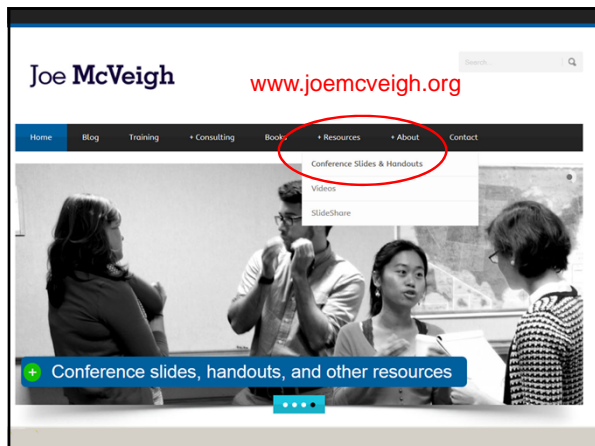 Joe McVeigh
www.joemcveigh.org
Search...
Home Blog Training + Consulting Books + Resources + About Contact
Conference Slides & Handouts
Videos
SlideShare
+ Conference slides, handouts, and other resources